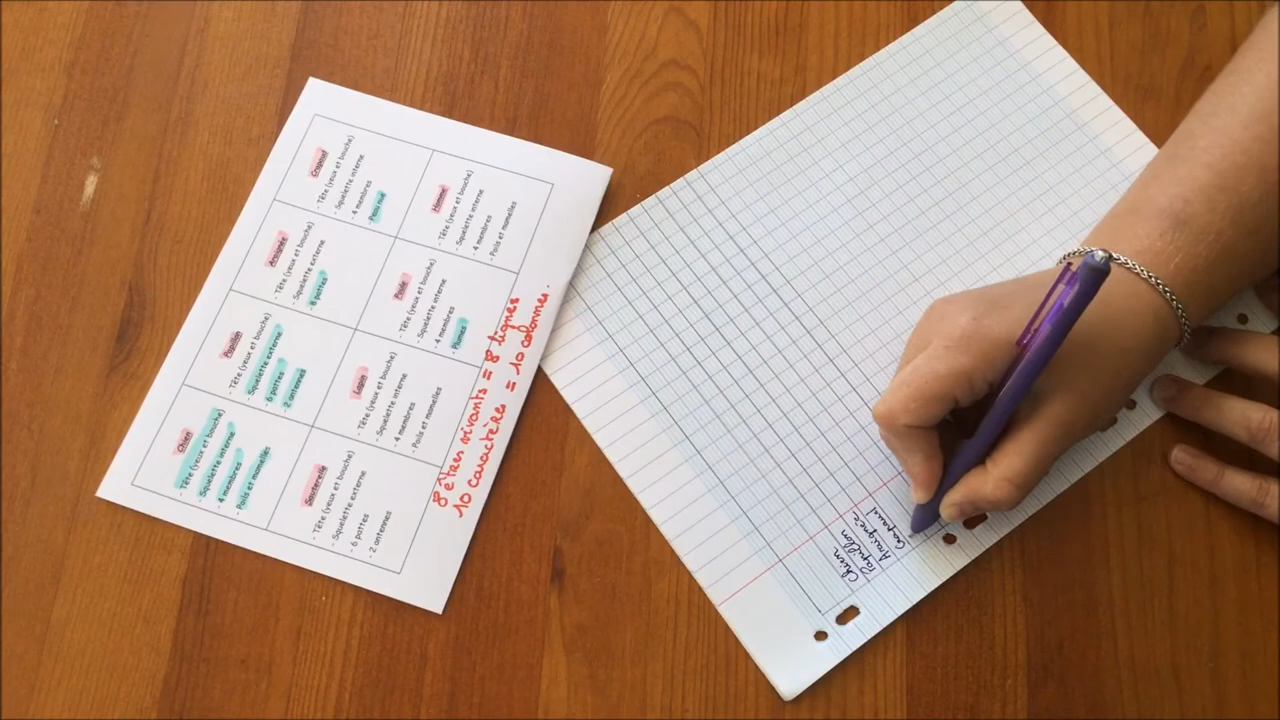 Chien
- Tête (yeux et bouche)
- Squelette interne
- 4 membres
- Poils et mamelles
Papillon
- Tête (yeux et bouche)
- Squelette externe
- 6 pattes
- 2 antennes
Araignée
- Tête (yeux et bouche)
- Squelette externe
- 8 pattes
Crapaud
- Tête (yeux et bouche)
- Squelette interne
- 4 membres
- Peau nue
Sauterelle
- Tête (yeux et bouche)
- Squelette externe
- 6 pattes
- 2 antennes
Lapin
- Tête (yeux et bouche)
- Squelette interne
- 4 membres
- Poils et mamelles
Poule
- Tête (yeux et bouche)
- Squelette interne
- 4 membres
- Plumes
Homme
- Tête (yeux et bouche)
- Squelette interne
- 4 membres
- Poils et mamelles
8 êtres vivants = 8 lignes
10 caractères = 10 colonnes.
Chien
Papillon
Araignée
Crapaud